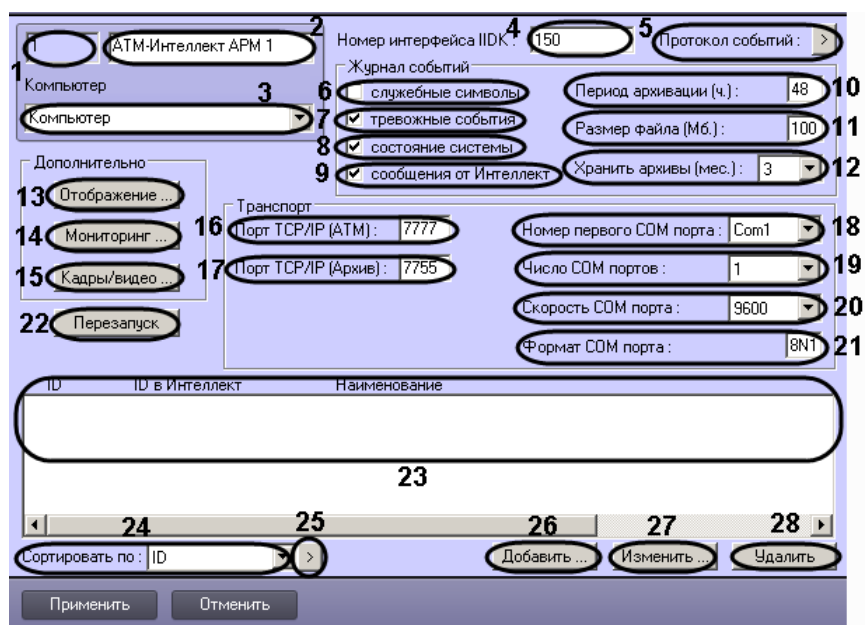 2 4 5
1 АТМ-Интеллект АРМ 1 Номер интерфейса IIDK : 150 Протокол событий : >
1 Журнал событий
Компьютер 3 6 служебные символы Период архивации (ч.) : 48 10
Компьютер 7 тревожные события Размер файла (Мб.) : 100 11
8 состояние системы
Дополнительно 9 сообщения от Интеллект Хранить архивы (мес.) : 3 12
13 Отображение ... Транспорт
14 Мониторинг ... 16 Порт TCP/IP (АТМ) : 7777 Номер первого COM порта : Com1 18
15 Кадры/видео ... 17 Порт TCP/IP (Архив) : 7755 Число COM портов : 1 19
22 Перезапуск Скорость COM порта : 9600 20
Формат COM порта : 8N1 21
ID ID в Интеллект Наименование
23
24 25 26 27 28
Сортировать по : ID > Добавить ... Изменить ... Удалить
Применить Отменить